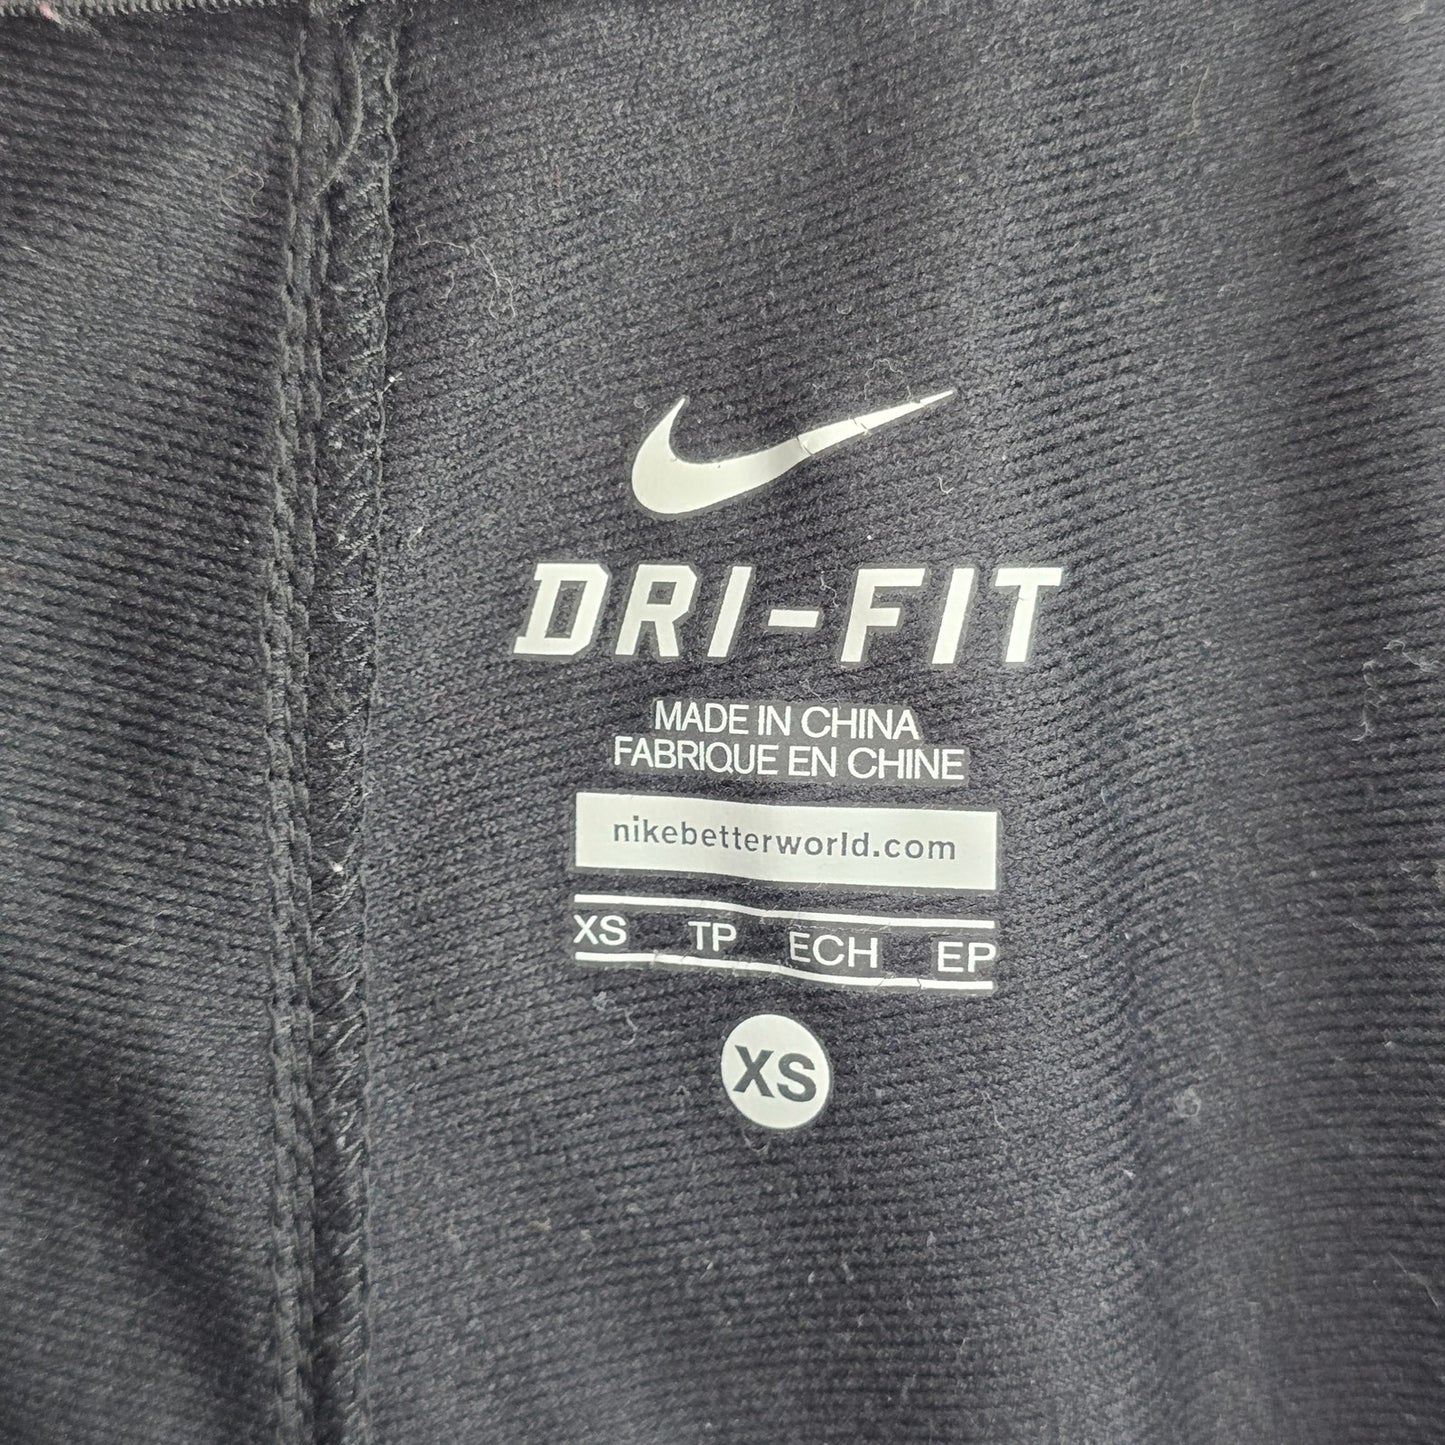 DRI-FIT
MADE IN CHINA
FABRIQUE EN CHINE
nikebetterworld.com
XS TP ECH EP
XS